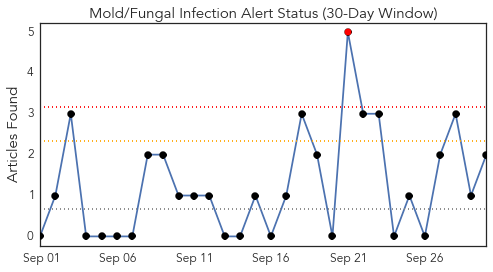 Mold/Fungal Infection Alert Status (30-Day Window)
Articles Found
5
4
3
2
1
0
Sep 01 Sep 06 Sep 11 Sep 16 Sep 21 Sep 26